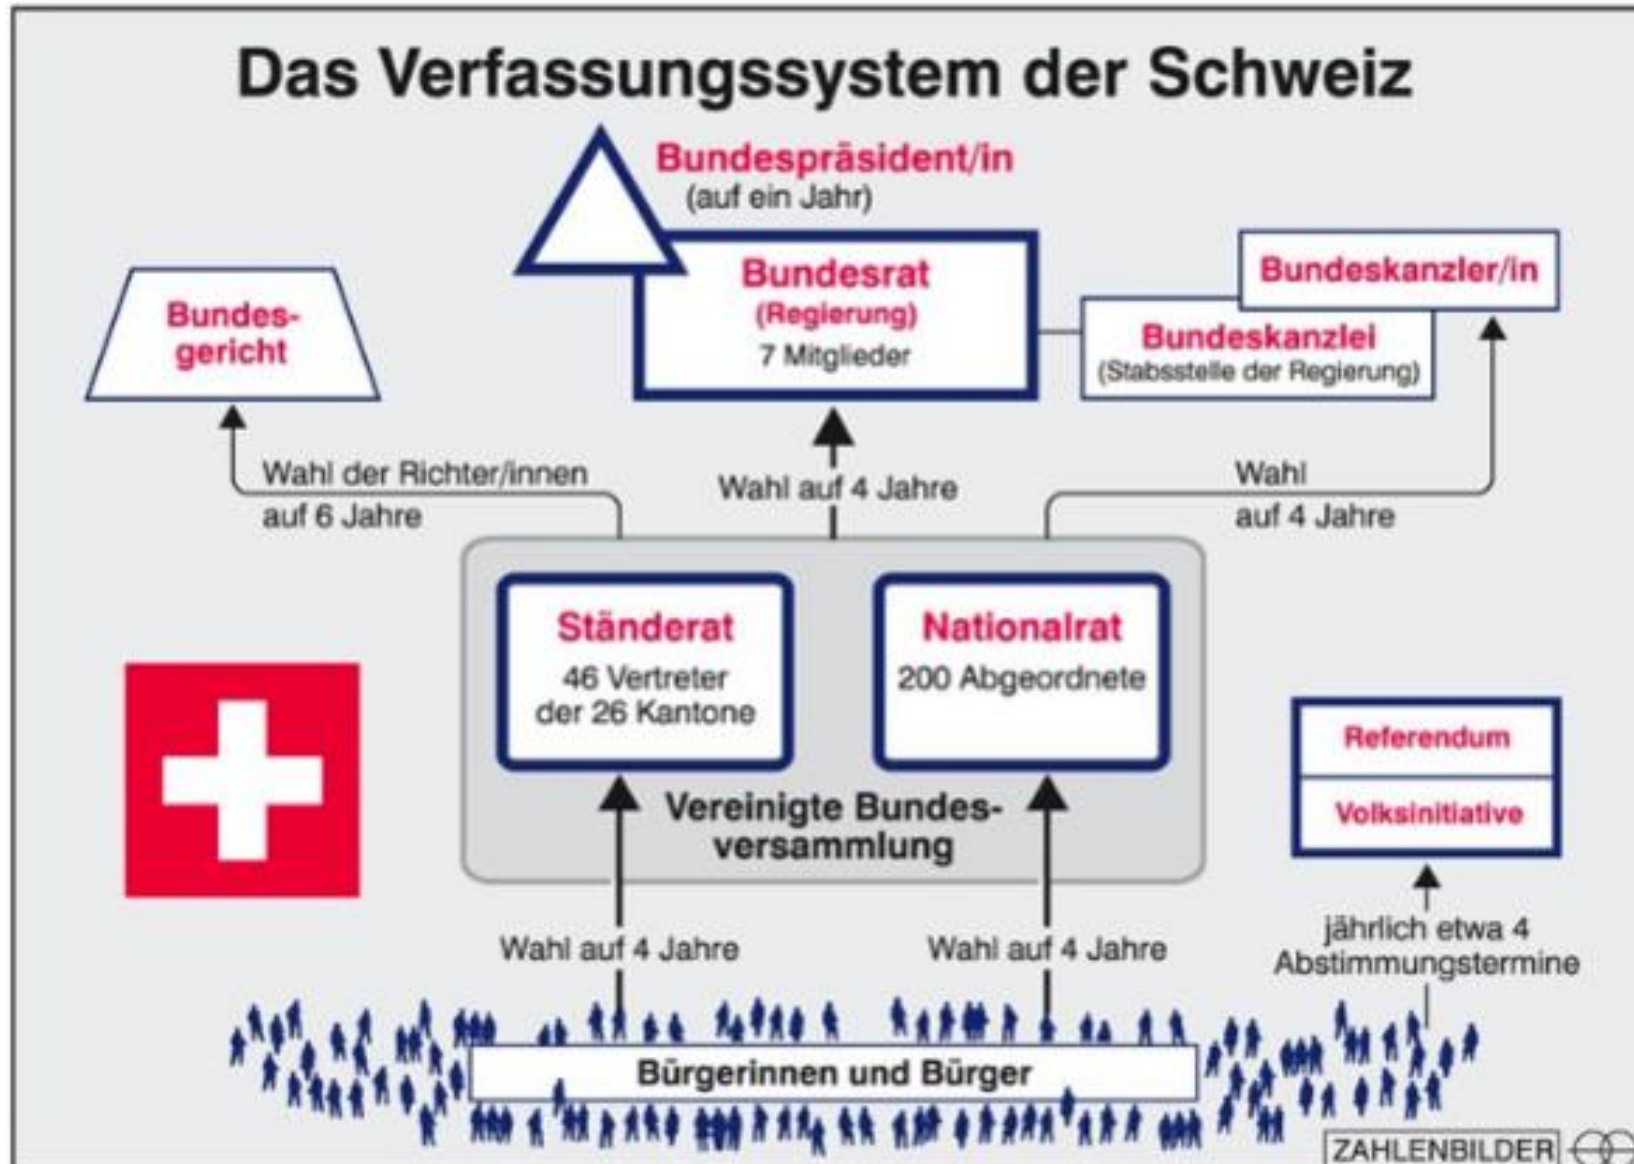 Das Verfassungssystem der Schweiz
Bundespräsident/in
(auf ein Jahr)
Bundesrat
(Regierung)
7 Mitglieder
Bundeskanzler/in
Bundeskanzlei
(Stabsstelle der Regierung)
Bundes-
gericht
Wahl der Richter/innen
auf 6 Jahre
Wahl auf 4 Jahre
Wahl
auf 4 Jahre
Ständerat
46 Vertreter
der 26 Kantone
Nationalrat
200 Abgeordnete
Vereinigte Bundes-
versammlung
Referendum
Volksinitiative
Wahl auf 4 Jahre
Wahl auf 4 Jahre
jährlich etwa 4
Abstimmungstermine
Bürgerinnen und Bürger
ZAHLENBILDER